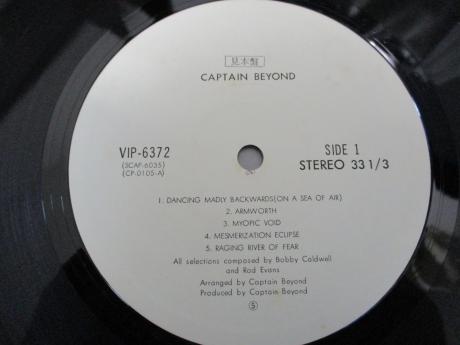 見本盤
CAPTAIN BEYOND
VIP-6372
(3CAP-6035)
(CP-0105-A)
SIDE 1
STEREO 33 1/3
1. DANCING MADLY BACKWARDS(ON A SEA OF AIR)
2. ARMWORTH
3. MYOPIC VOID
4. MESMERIZATION ECLIPSE
5. RAGING RIVER OF FEAR
All selections composed by Bobby Caldwell
and Rod Evans
Arranged by Captain Beyond
Produced by Captain Beyond
Ⓢ